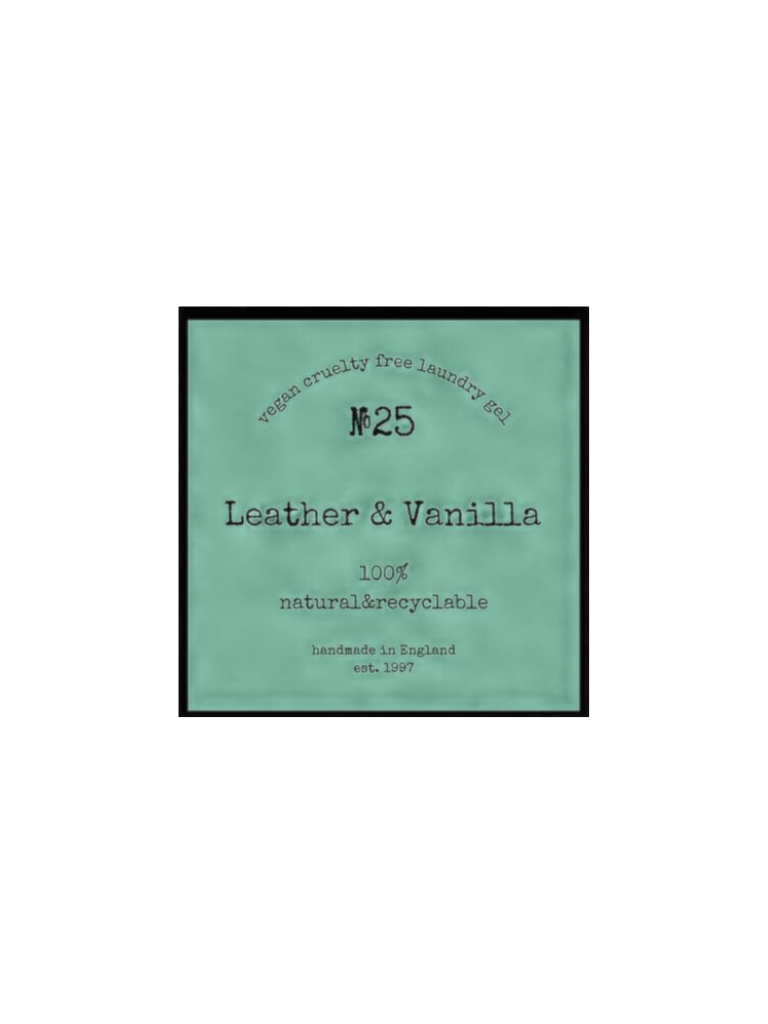 vegan cruelty free laundry gel
№25
Leather & Vanilla
100%
natural&recyclable
handmade in England
est. 1997